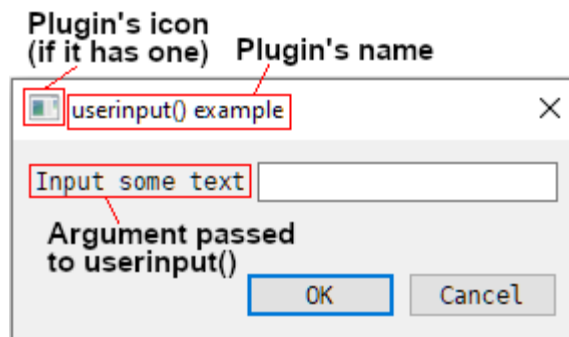 Plugin's icon
(if it has one) Plugin's name
userinput() example
Input some text
Argument passed
to userinput()
OK Cancel